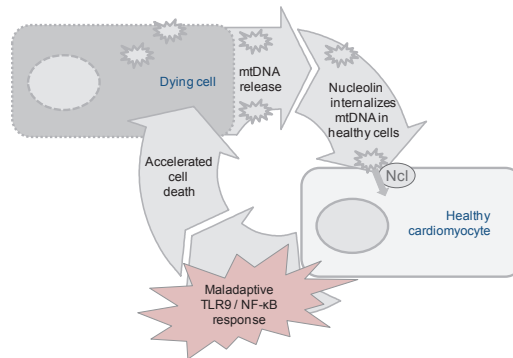 Dying cell
mtDNA
release
Nucleolin
internalizes
mtDNA in
healthy cells
Ncl
Healthy
cardiomyocyte
Maladaptive
TLR9 / NF-κB
response
Accelerated
cell
death